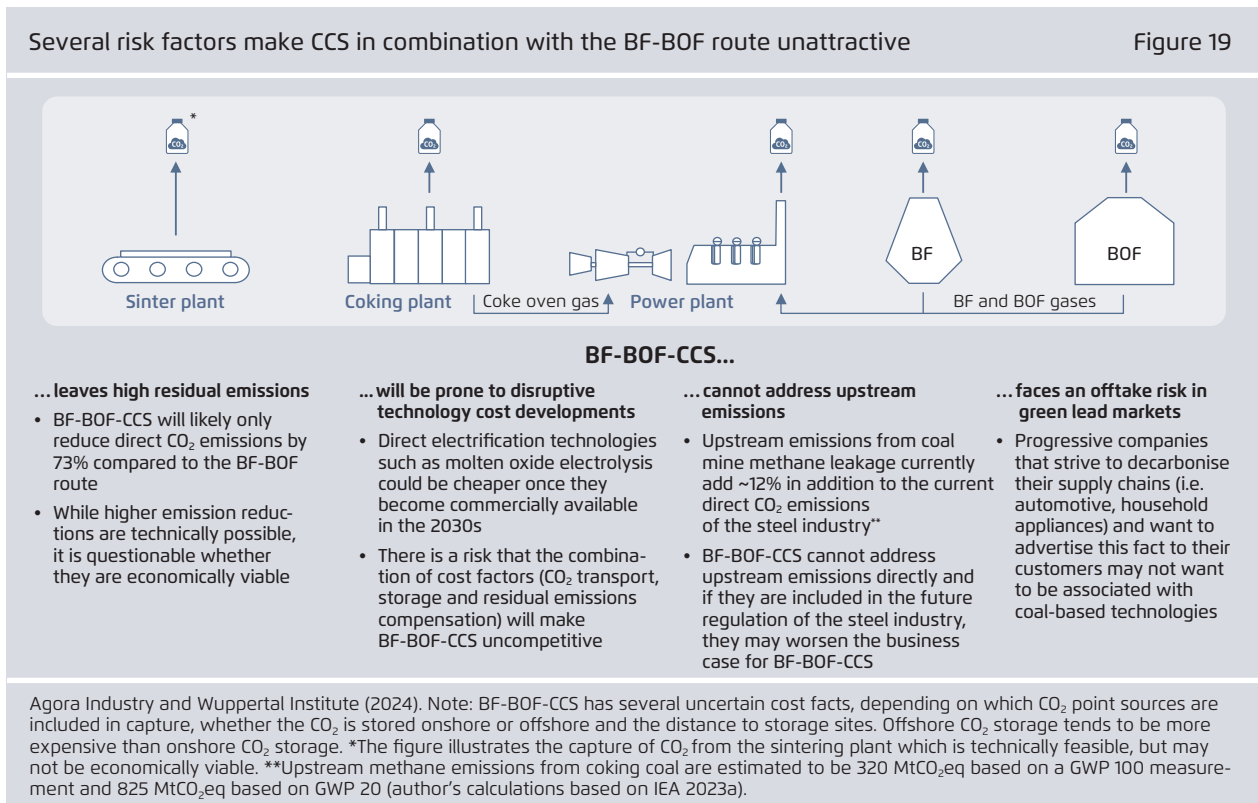 Several risk factors make CCS in combination with the BF-BOF route unattractive
Figure 19
*
CO₂
CO₂
CO₂
CO₂
CO₂
BF
BOF
Sinter plant
Coking plant
Coke oven gas
Power plant
BF and BOF gases
BF-BOF-CCS...
...leaves high residual emissions
• BF-BOF-CCS will likely only
reduce direct CO₂ emissions by
73% compared to the BF-BOF
route
• While higher emission reduc-
tions are technically possible,
it is questionable whether
they are economically viable
... will be prone to disruptive
technology cost developments
• Direct electrification technologies
such as molten oxide electrolysis
could be cheaper once they
become commercially available
in the 2030s
• There is a risk that the combina-
tion of cost factors (CO₂ transport,
storage and residual emissions
compensation) will make
BF-BOF-CCS uncompetitive
...cannot address upstream
emissions
• Upstream emissions from coal
mine methane leakage currently
add ~12% in addition to the current
direct CO₂ emissions
of the steel industry**
• BF-BOF-CCS cannot address
upstream emissions directly and
if they are included in the future
regulation of the steel industry,
they may worsen the business
case for BF-BOF-CCS
...faces an offtake risk in
green lead markets
• Progressive companies
that strive to decarbonise
their supply chains (i.e.
automotive, household
appliances) and want to
advertise this fact to their
customers may not want
to be associated with
coal-based technologies
Agora Industry and Wuppertal Institute (2024). Note: BF-BOF-CCS has several uncertain cost facts, depending on which CO₂ point sources are
included in capture, whether the CO₂ is stored onshore or offshore and the distance to storage sites. Offshore CO₂ storage tends to be more
expensive than onshore CO₂ storage. *The figure illustrates the capture of CO₂ from the sintering plant which is technically feasible, but may
not be economically viable. **Upstream methane emissions from coking coal are estimated to be 320 MtCO₂eq based on a GWP 100 measure-
ment and 825 MtCO₂eq based on GWP 20 (author's calculations based on IEA 2023a).